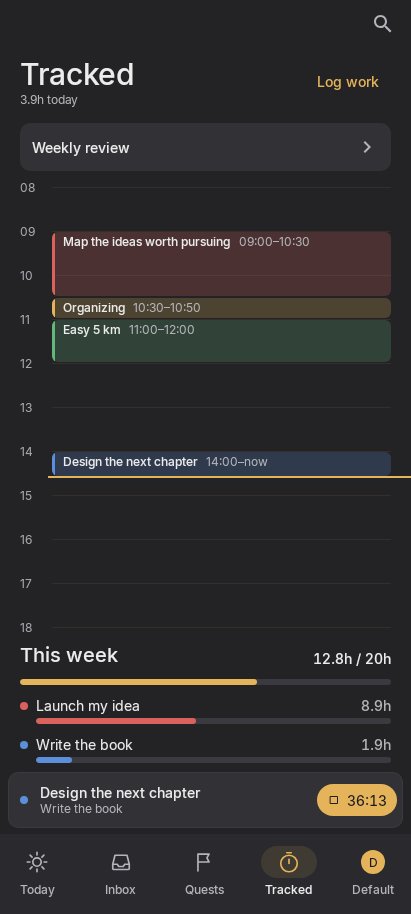 Tracked
3.9h today
Log work
Weekly review
08
09
Map the ideas worth pursuing 09:00–10:30
10
Organizing 10:30–10:50
11
Easy 5 km 11:00–12:00
12
13
14
Design the next chapter 14:00–now
15
16
17
18
This week 12.8h / 20h
Launch my idea 8.9h
Write the book 1.9h
Design the next chapter
Write the book
36:13
Today Inbox Quests Tracked D Default